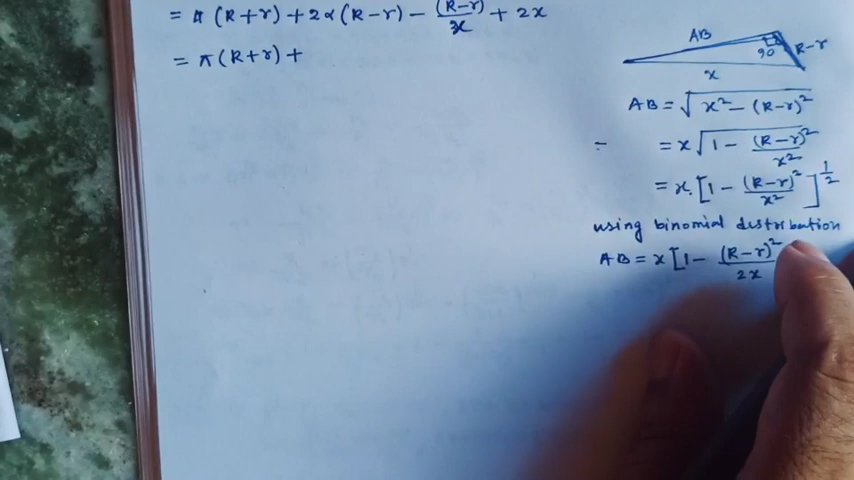 = π (R+r) + 2α (R-r) - (R-r)/x + 2x
= π (R+r) +
AB
90
R-r
x
AB = √(x² - (R-r)²)
- = x √(1 - (R-r)²/x²)
= x. [1 - (R-r)²/x²]^(1/2)
using binomial distribation
AB = x [1 - (R-r)²/2x